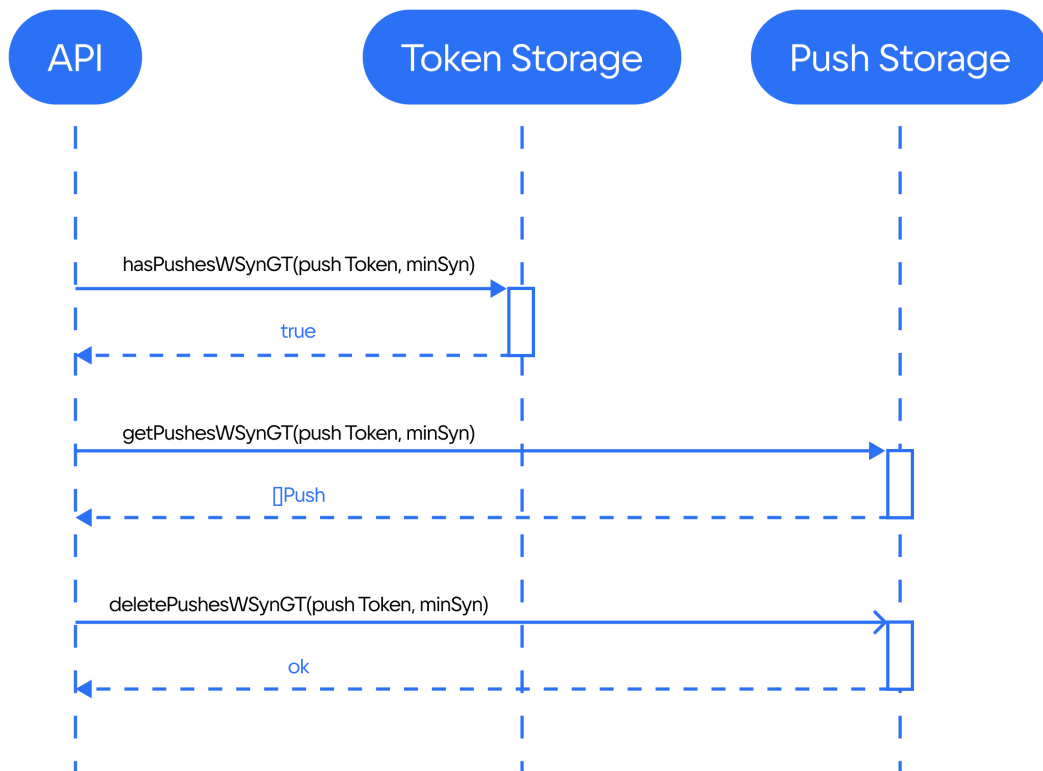 API
Token Storage
Push Storage
hasPushesWSynGT(push Token, minSyn)
true
getPushesWSynGT(push Token, minSyn)
[]Push
deletePushesWSynGT(push Token, minSyn)
ok